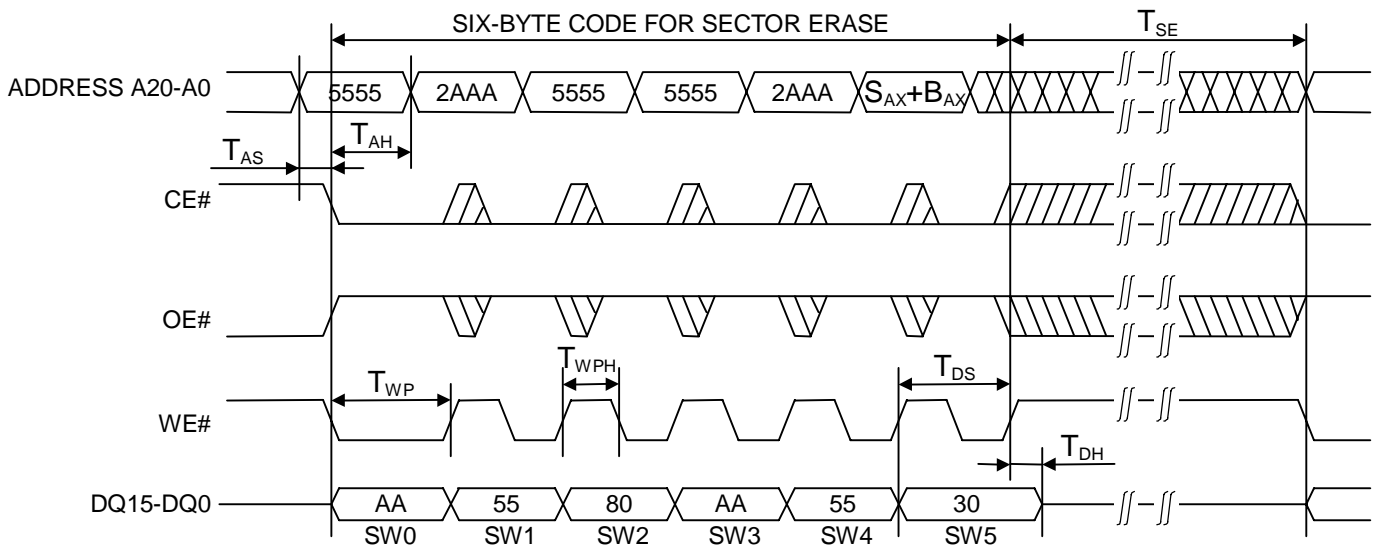 SIX-BYTE CODE FOR SECTOR ERASE
TSE
ADDRESS A20-A0
5555 2AAA 5555 5555 2AAA SAX+BAX
TAS
TAH
CE#
OE#
TWP
TWPH
TDS
WE#
TDH
DQ15-DQ0
AA 55 80 AA 55 30
SW0 SW1 SW2 SW3 SW4 SW5